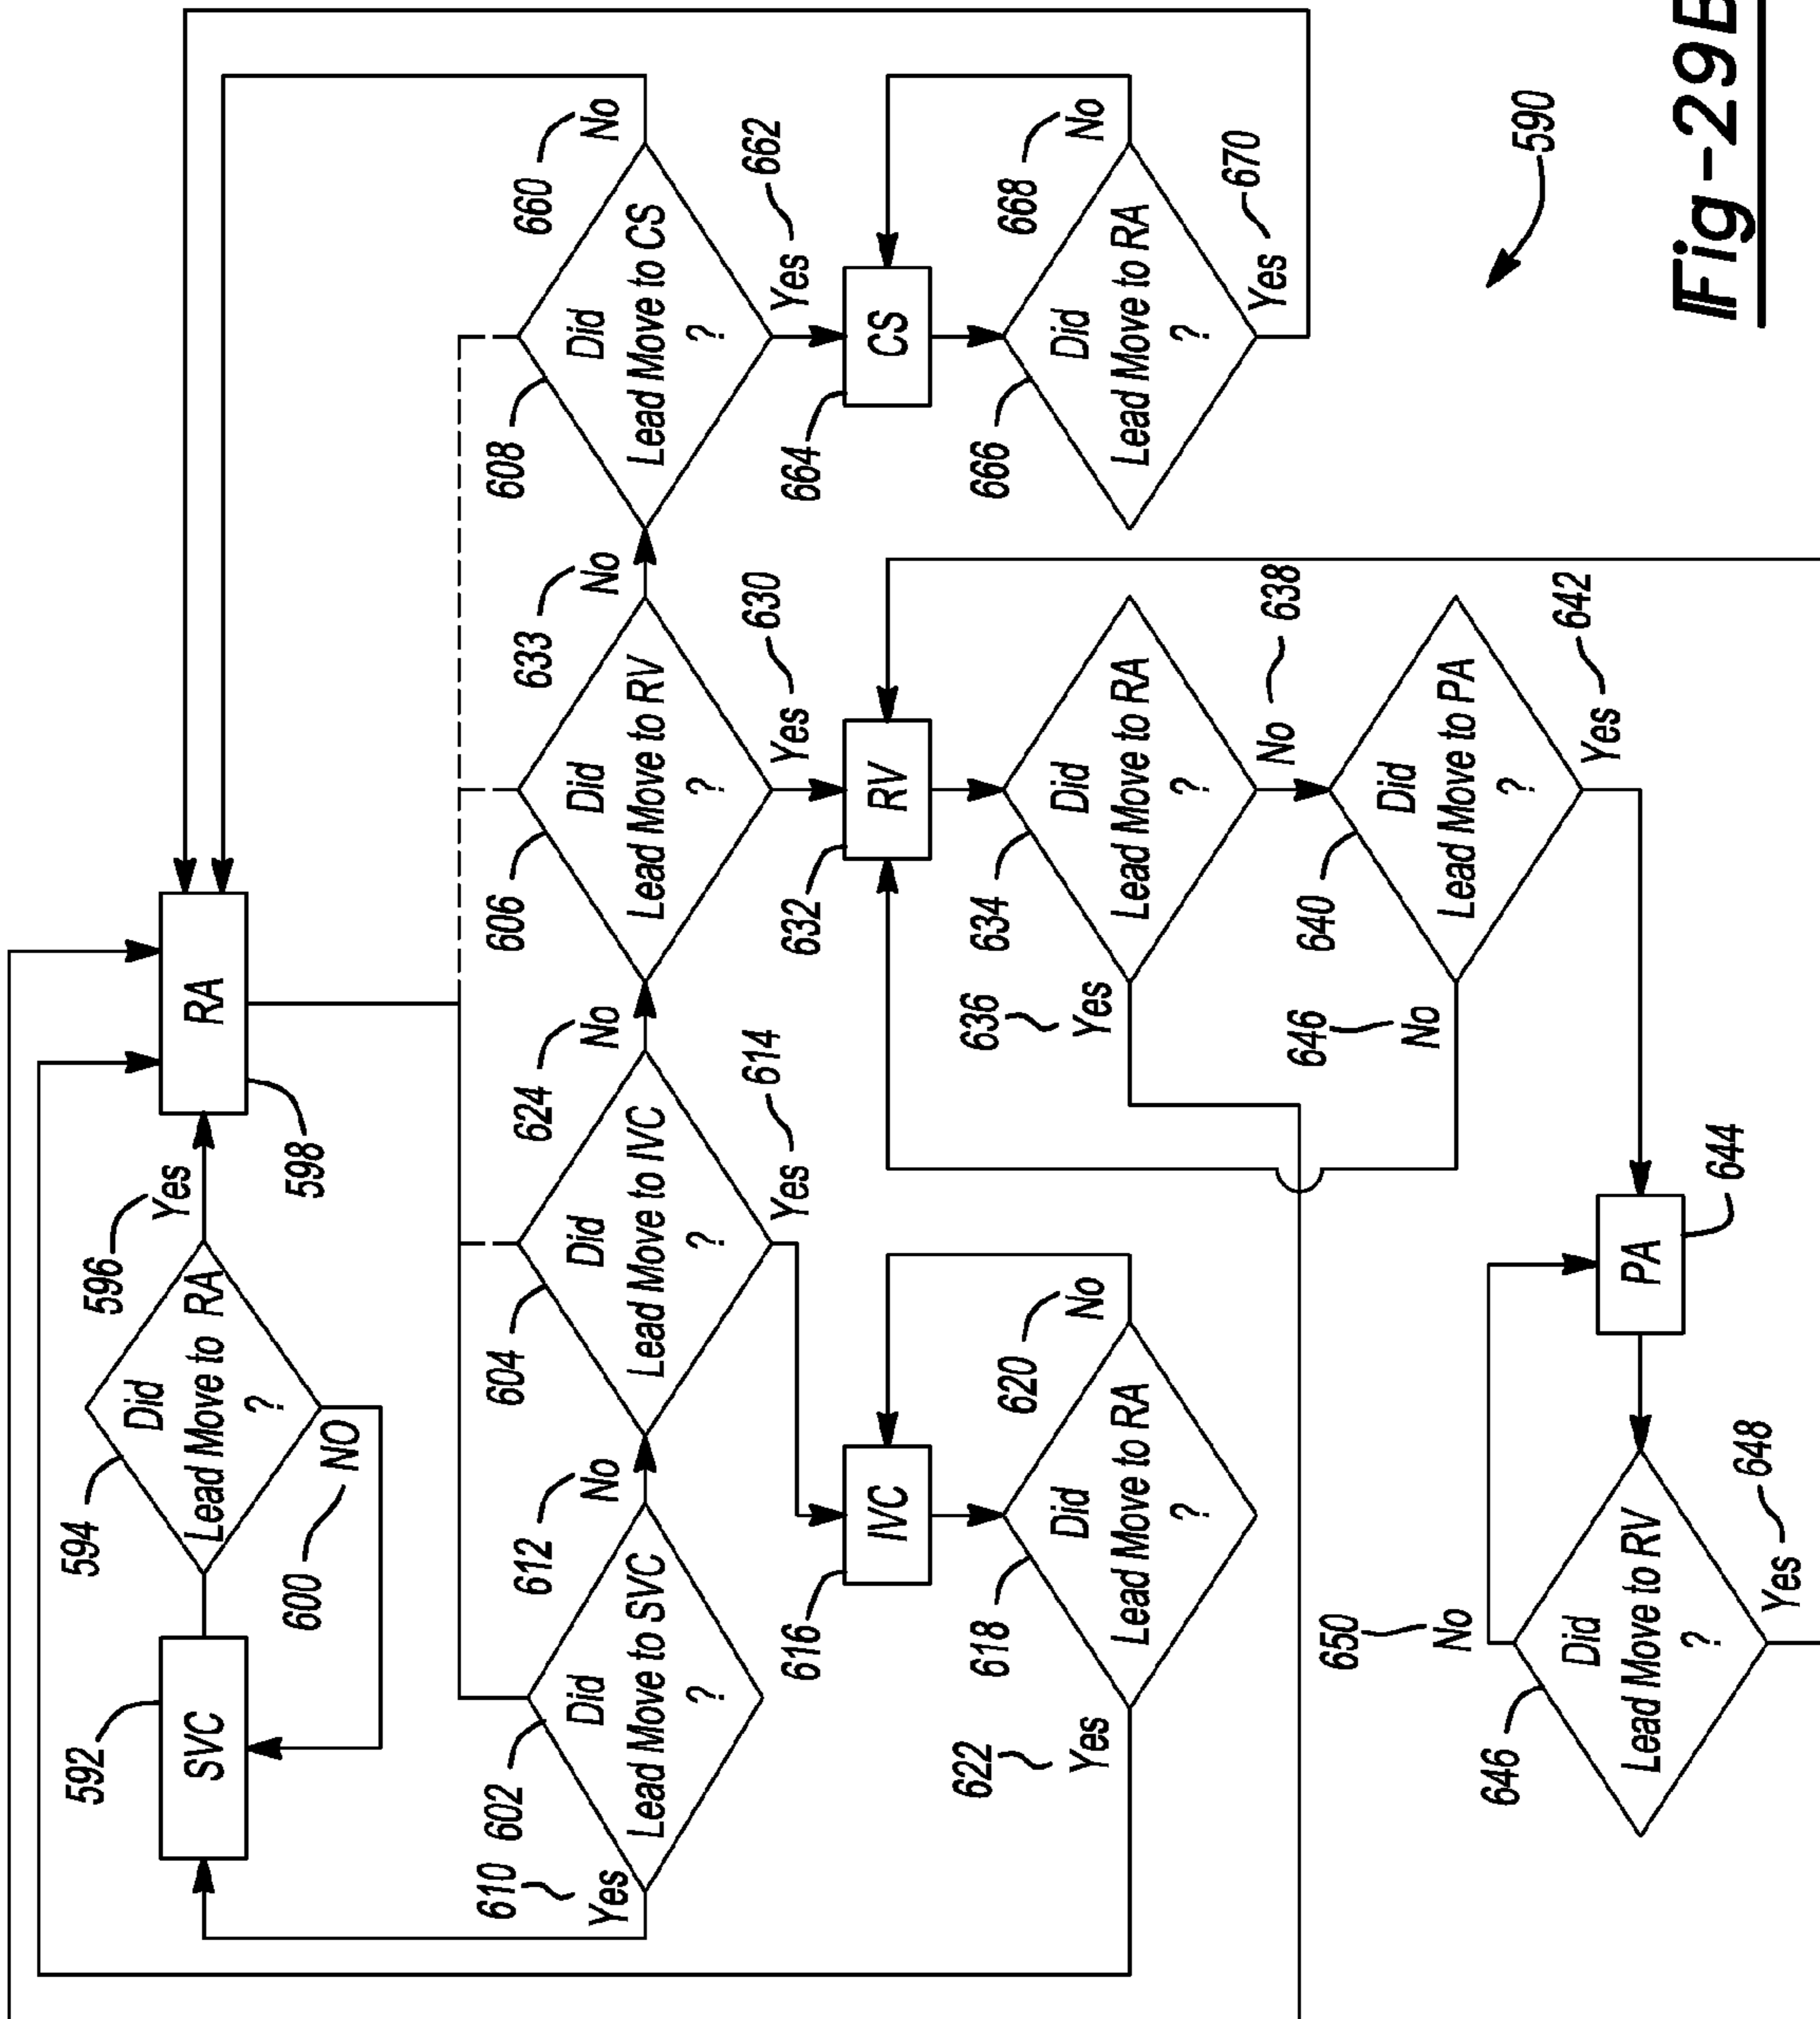 592
SVC
594
Did
Lead Move to RA
?
596
Yes
600
NO
RA
598
610
Yes
602
Did
Lead Move to SVC
?
612
No
604
Did
Lead Move to IVC
?
624
No
614
Yes
606
Did
Lead Move to RV
?
633
No
630
Yes
608
Did
Lead Move to CS
?
660
No
662
Yes
616
IVC
618
Did
Lead Move to RA
?
620
No
622
Yes
632
RV
634
Did
Lead Move to RA
?
636
Yes
638
No
640
Did
Lead Move to PA
?
646
No
642
Yes
664
CS
666
Did
Lead Move to RA
?
668
No
670
Yes
646
Did
Lead Move to RV
?
650
No
648
Yes
PA
644
590
Fig-29B